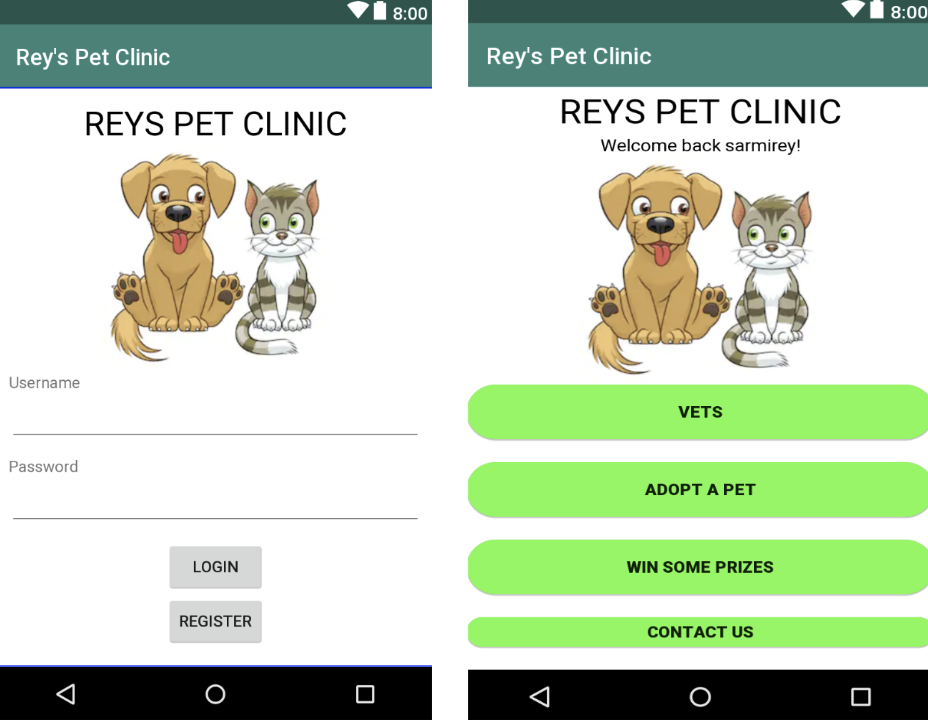 8:00
Rey's Pet Clinic
REYS PET CLINIC
Username
Password
LOGIN
REGISTER
8:00
Rey's Pet Clinic
REYS PET CLINIC
Welcome back sarmirey!
VETS
ADOPT A PET
WIN SOME PRIZES
CONTACT US